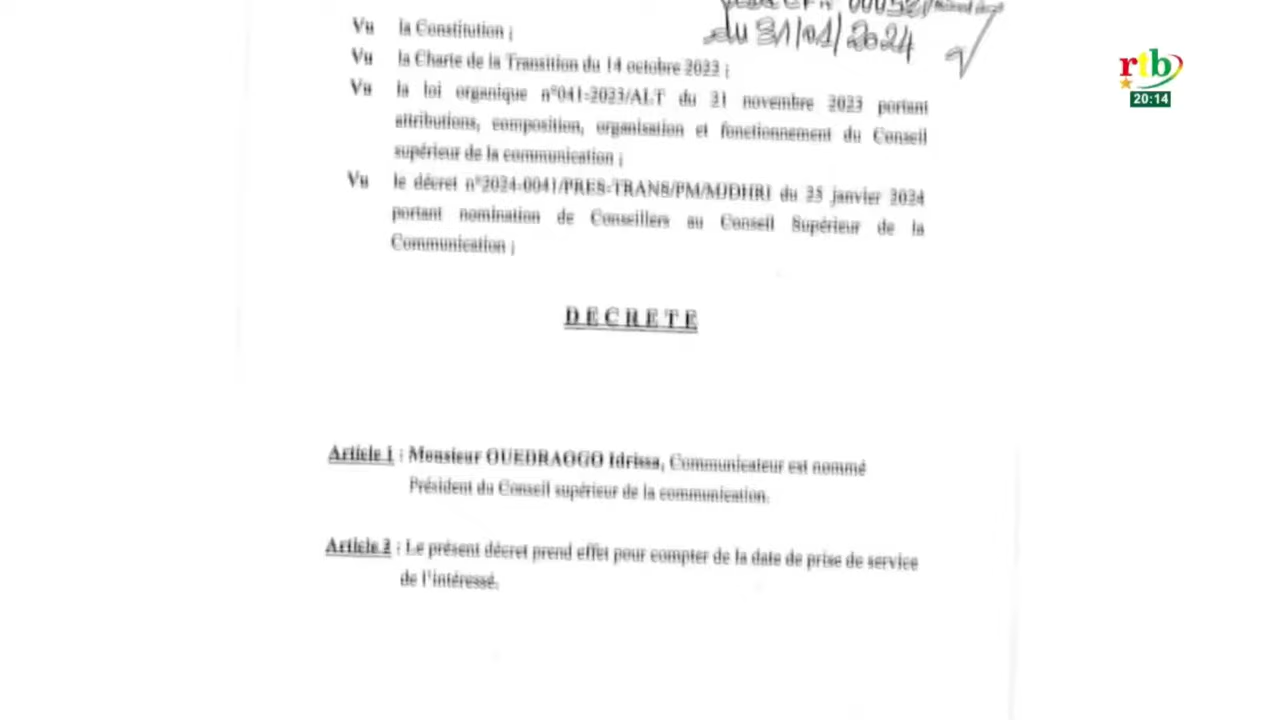 du 31/01/2024
Vu la Constitution ;
Vu la Charte de la Transition du 14 octobre 2022 ;
Vu la loi organique n°041-2023/ALT du 21 novembre 2023 portant
attributions, composition, organisation et fonctionnement du Conseil
supérieur de la communication ;
Vu le décret n°2024-0041/PRES-TRANS/PM/MJDHRI du 25 janvier 2024
portant nomination de Conseillers au Conseil Supérieur de la
Communication ;
rtb
20:14
DECRETE
Article 1 : Monsieur OUEDRAOGO Idrissa, Communicateur est nommé
Président du Conseil supérieur de la communication.
Article 2 : Le présent décret prend effet pour compter de la date de prise de service
de l'intéressé.